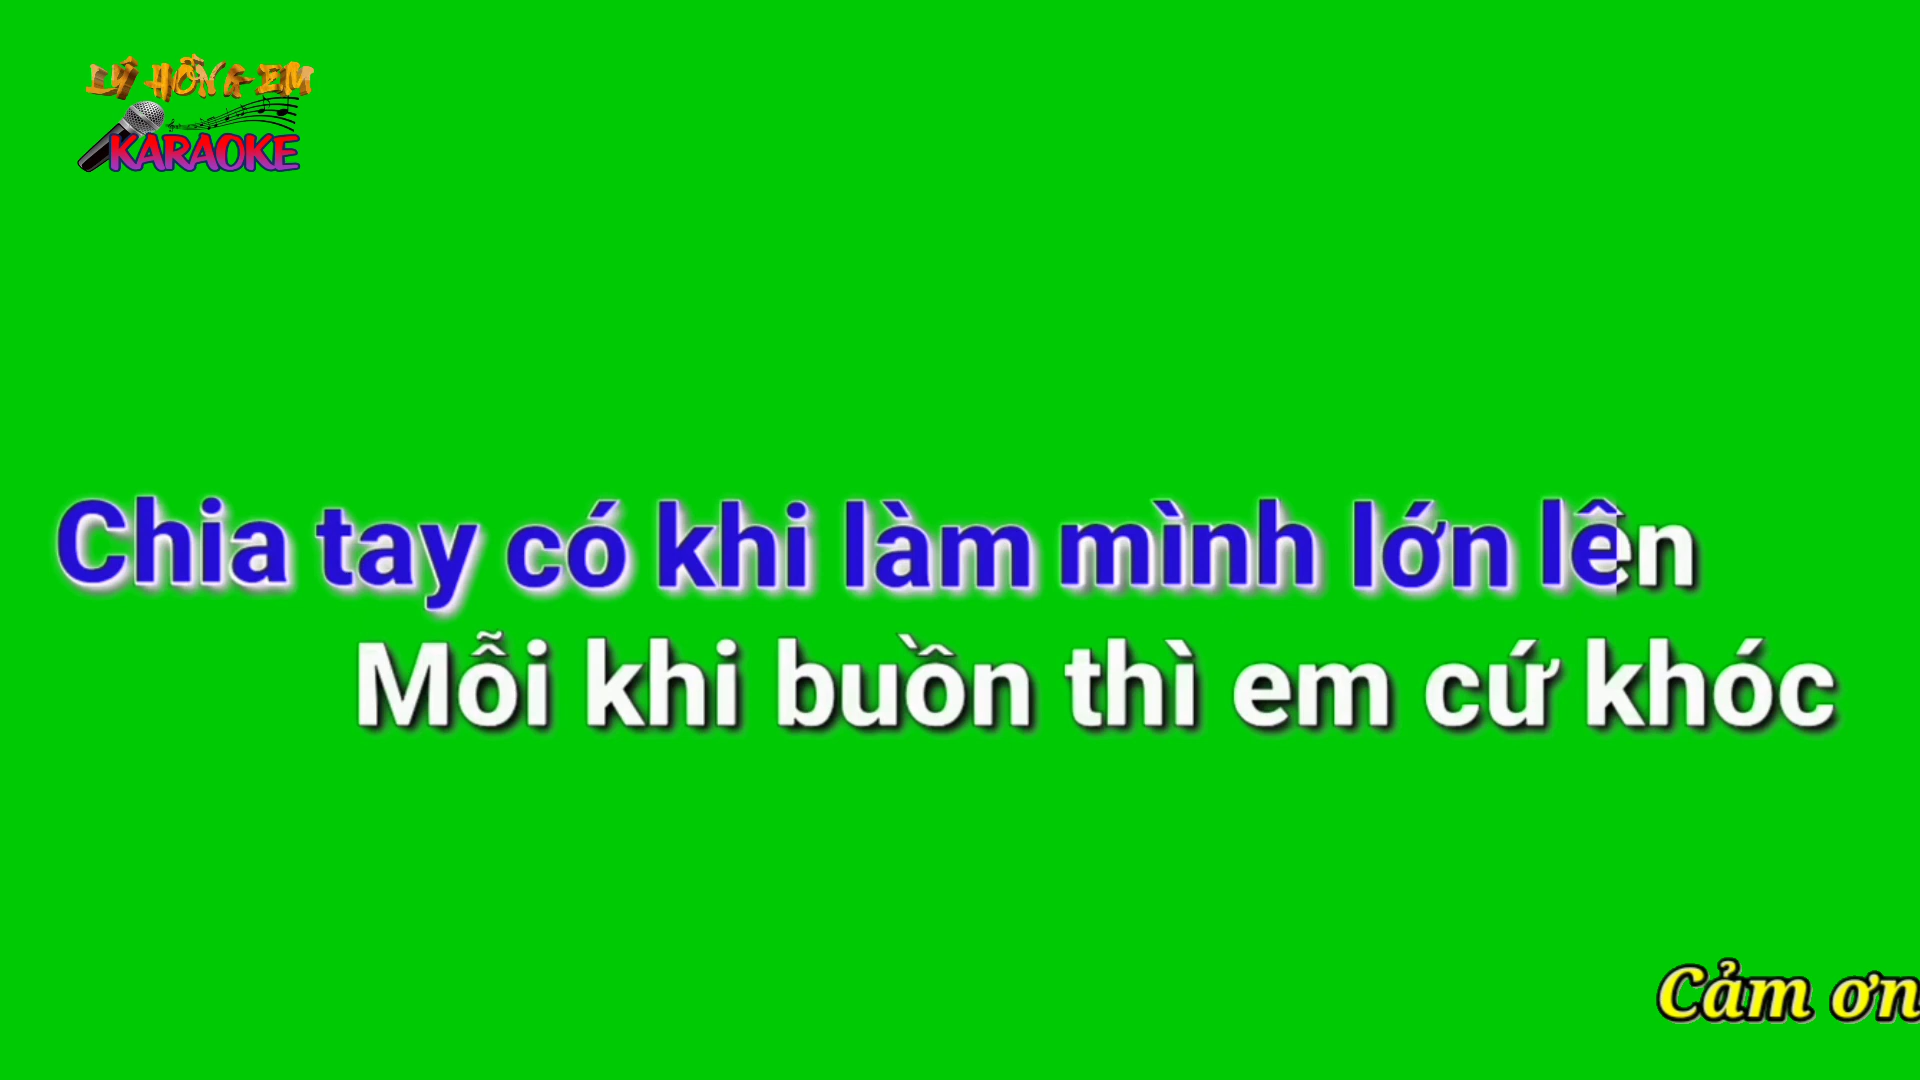 LÝ HỒNG EM
KARAOKE
Chia tay có khi làm mình lớn lên
Mỗi khi buồn thì em cứ khóc
Cảm ơn